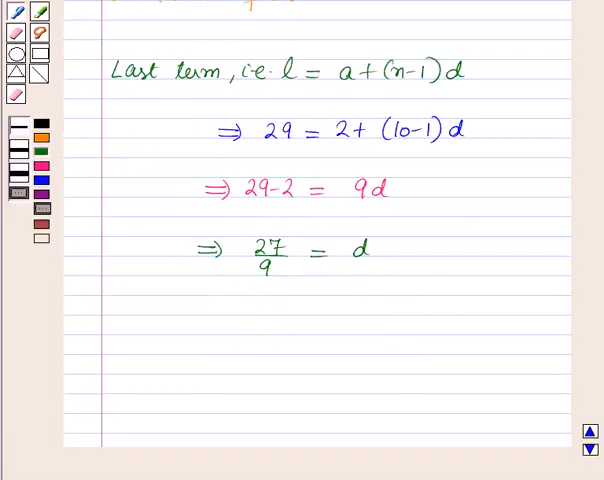 Last term, i.e. l = a + (n-1) d
⇒ 29 = 2 + (10-1) d
⇒ 29-2 = 9d
⇒ 27/9 = d